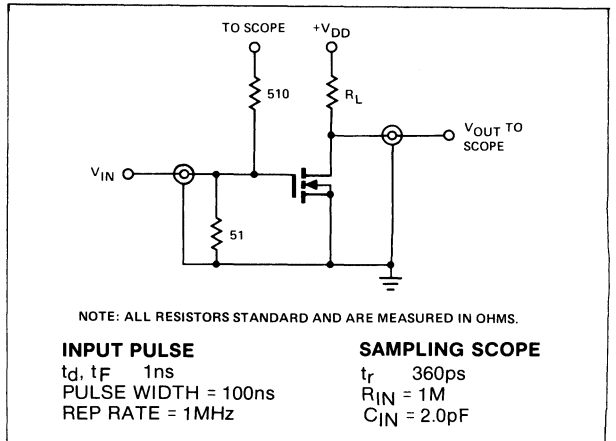 TO SCOPE
+VDD
510
RL
VOUT TO
SCOPE
VIN
51
NOTE: ALL RESISTORS STANDARD AND ARE MEASURED IN OHMS.
INPUT PULSE
td, tF 1ns
PULSE WIDTH = 100ns
REP RATE = 1MHz
SAMPLING SCOPE
tr 360ps
RIN = 1M
CIN = 2.0pF